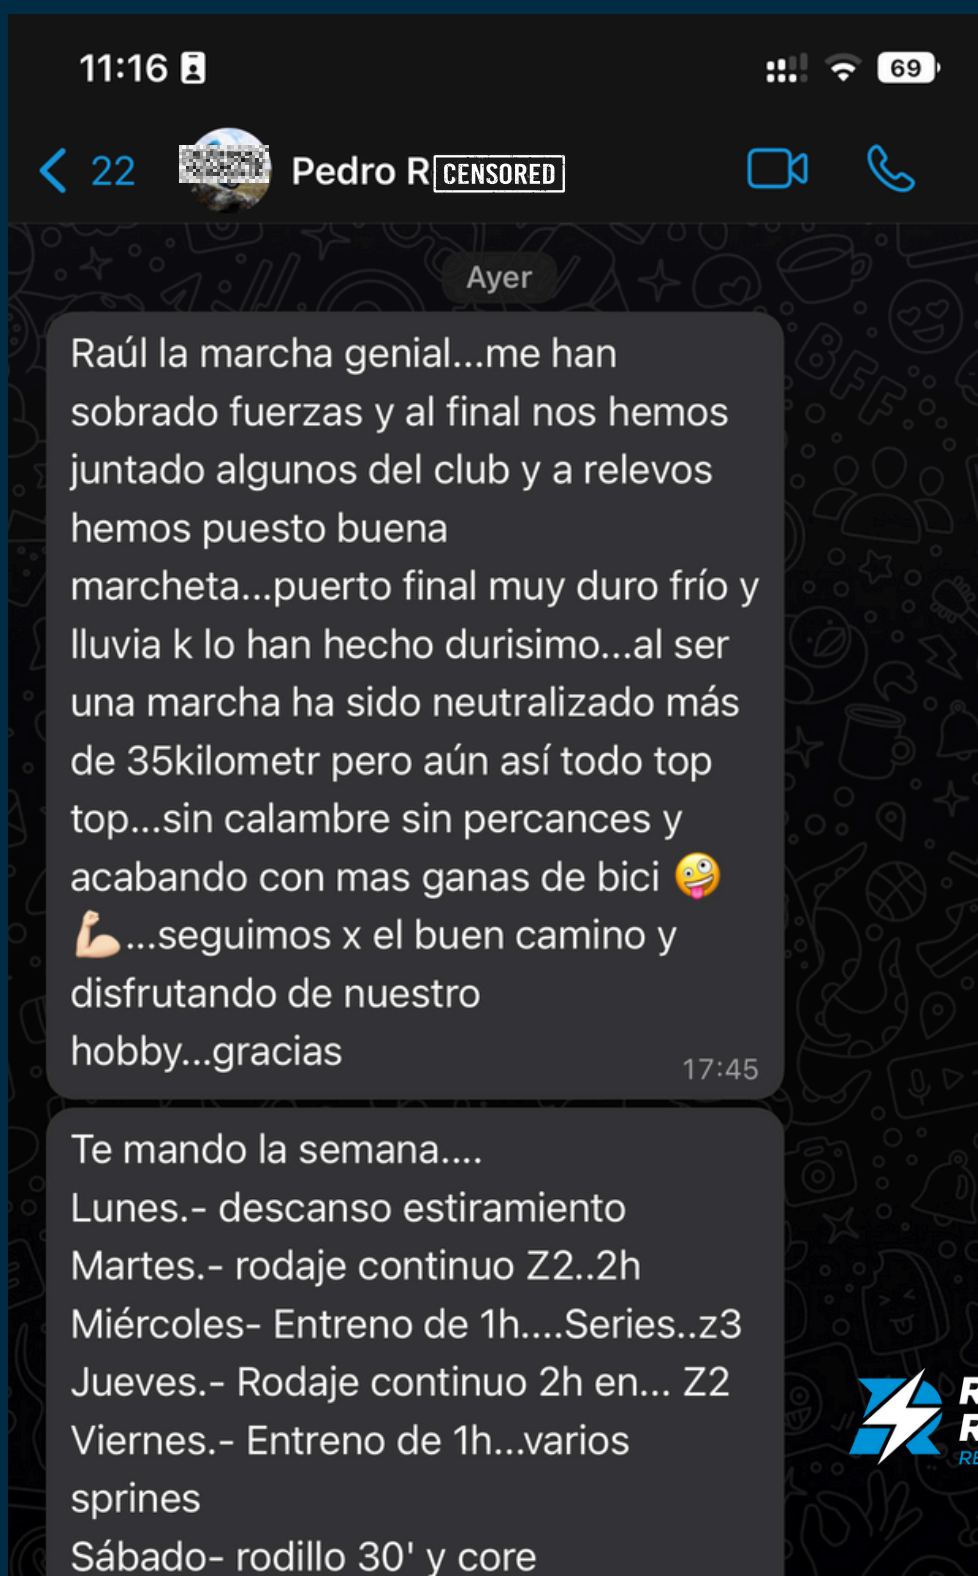 11:16
69
22
Pedro R CENSORED
Ayer
Raúl la marcha genial...me han
sobrado fuerzas y al final nos hemos
juntado algunos del club y a relevos
hemos puesto buena
marcheta...puerto final muy duro frío y
lluvia k lo han hecho durisimo...al ser
una marcha ha sido neutralizado más
de 35kilometr pero aún así todo top
top...sin calambre sin percances y
acabando con mas ganas de bici 🤪
💪🏻...seguimos x el buen camino y
disfrutando de nuestro
hobby...gracias
17:45
Te mando la semana....
Lunes.- descanso estiramiento
Martes.- rodaje continuo Z2..2h
Miércoles- Entreno de 1h....Series..z3
Jueves.- Rodaje continuo 2h en... Z2
Viernes.- Entreno de 1h...varios
sprines
Sábado- rodillo 30' y core